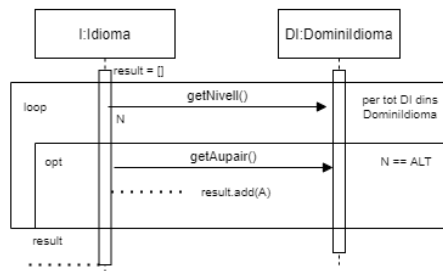 I:Idioma
DI:DominiIdioma
result = []
loop
getNivell()
per tot DI dins
DominiIdioma
N
opt
getAupair()
N == ALT
result.add(A)
result